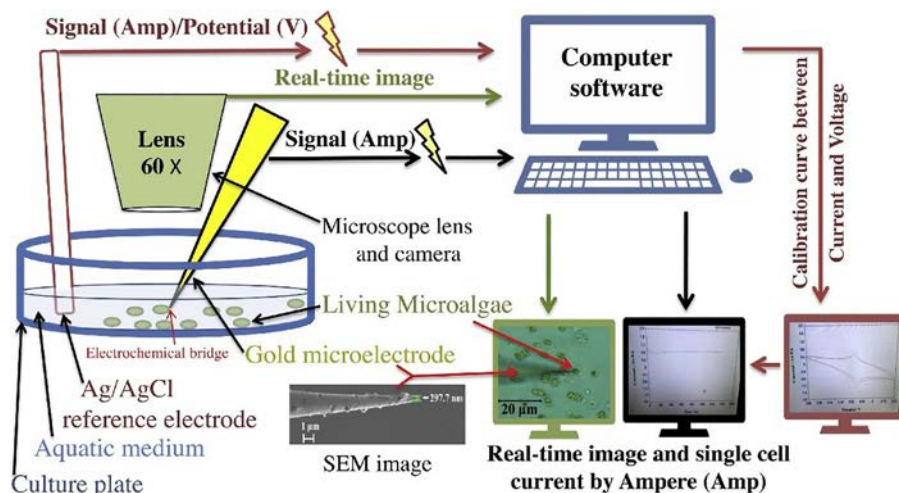 Signal (Amp)/Potential (V)
Real-time image
Lens
60 X
Signal (Amp)
Computer
software
Calibration curve between
Current and Voltage
Microscope lens
and camera
Living Microalgae
Electrochemical bridge
Gold microelectrode
Ag/AgCl
reference electrode
Aquatic medium
Culture plate
297.7 nm
1 µm
SEM image
20 µm
Real-time image and single cell
current by Ampere (Amp)